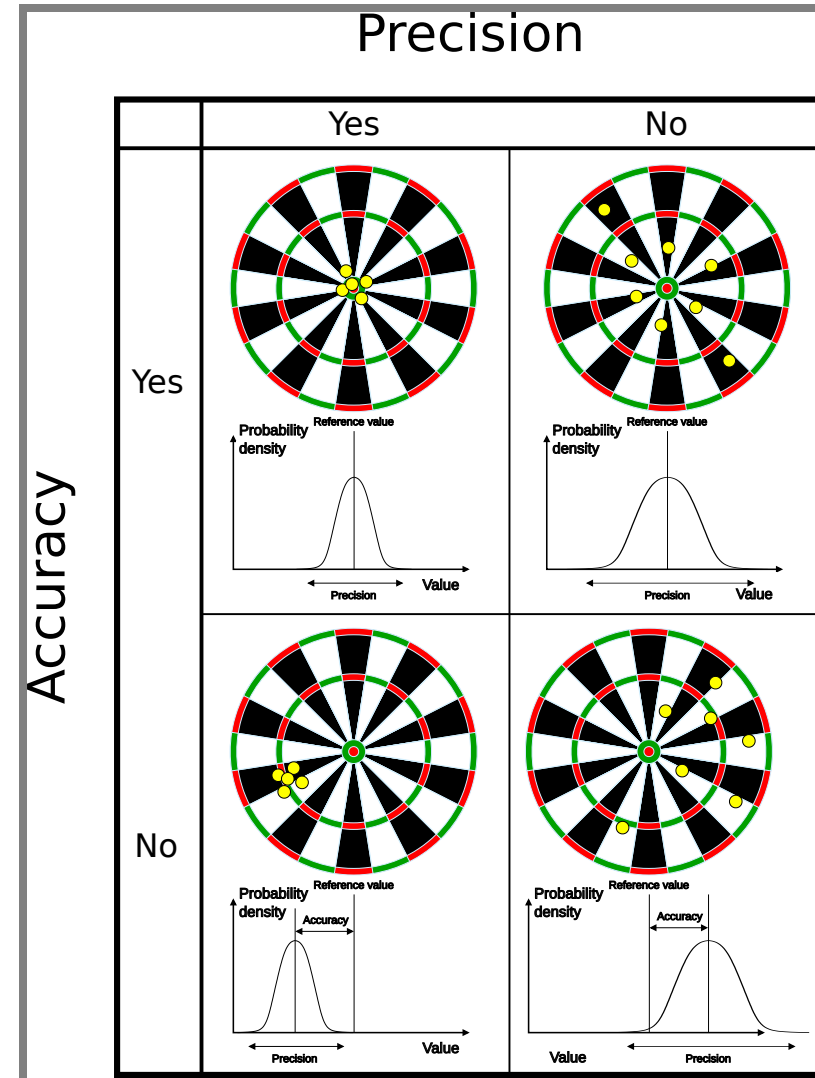 Precision
Yes
No
Accuracy
Yes
Reference value
Probability
density
Precision
Value
Reference value
Probability
density
Precision
Value
No
Reference value
Probability
density
Accuracy
Precision
Value
Reference value
Probability
density
Accuracy
Value
Precision